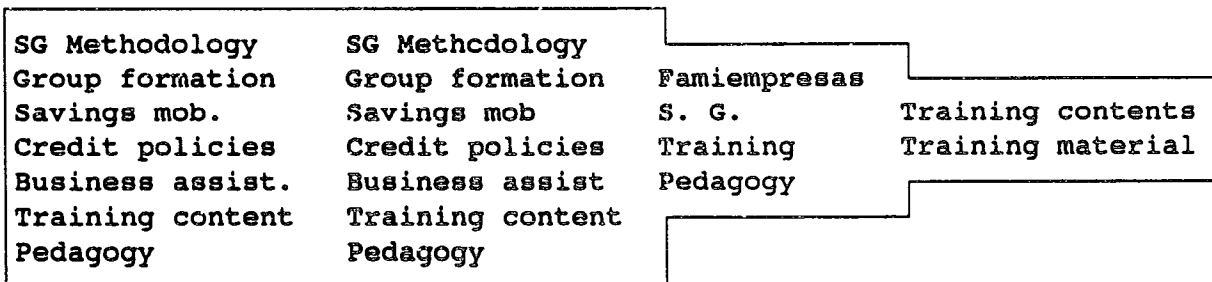 SG Methodology SG Methcdology
Group formation Group formation Famiempresas
Savings mob. Savings mob S. G. Training contents
Credit policies Credit policies Training Training material
Business assist. Business assist Pedagogy
Training content Training content
Pedagogy Pedagogy